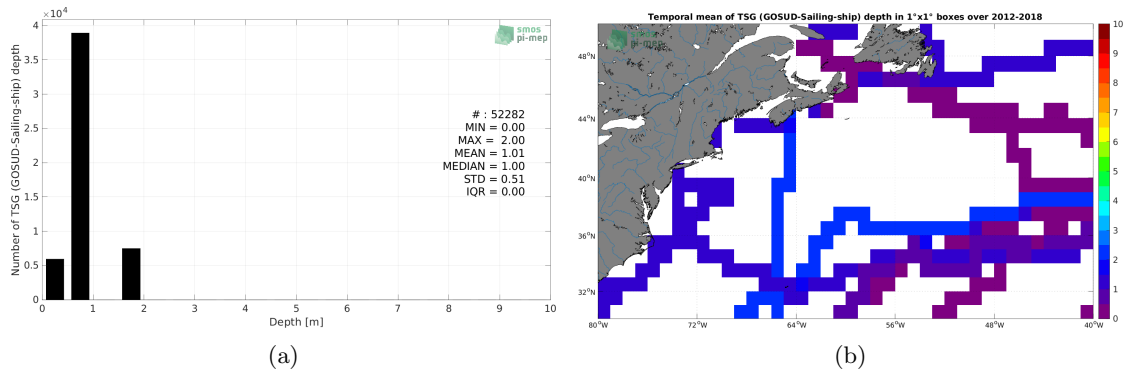 ×10⁴
4
3.5
3
2.5
2
1.5
1
0.5
0
Number of TSG (GOSUD-Sailing-ship) depth
smos
pi-mep
# : 52282
MIN = 0.00
MAX = 2.00
MEAN = 1.01
MEDIAN = 1.00
STD = 0.51
IQR = 0.00
0 1 2 3 4 5 6 7 8 9 10
Depth [m]
(a)
Temporal mean of TSG (GOSUD-Sailing-ship) depth in 1°x1° boxes over 2012-2018
smos
pi-mep
48°N
44°N
40°N
36°N
32°N
80°W 72°W 64°W 56°W 48°W 40°W
10
9
8
7
6
5
4
3
2
1
0
(b)